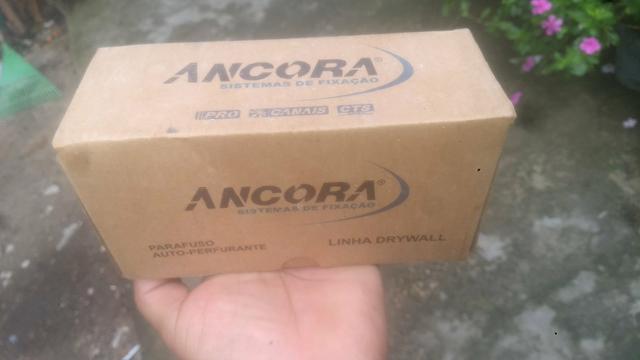 ANCORA®
SISTEMAS DE FIXAÇÃO
PRO CANAIS CTS
ANCORA®
SISTEMAS DE FIXAÇÃO
PARAFUSO
AUTO-PERFURANTE
LINHA DRYWALL